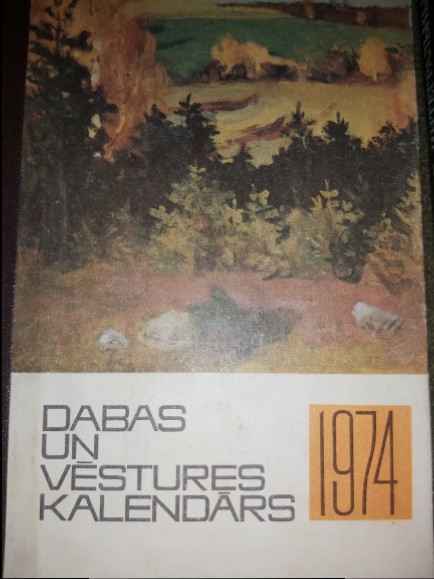 DABAS
UN
VĒSTURES
KALENDĀRS
1974